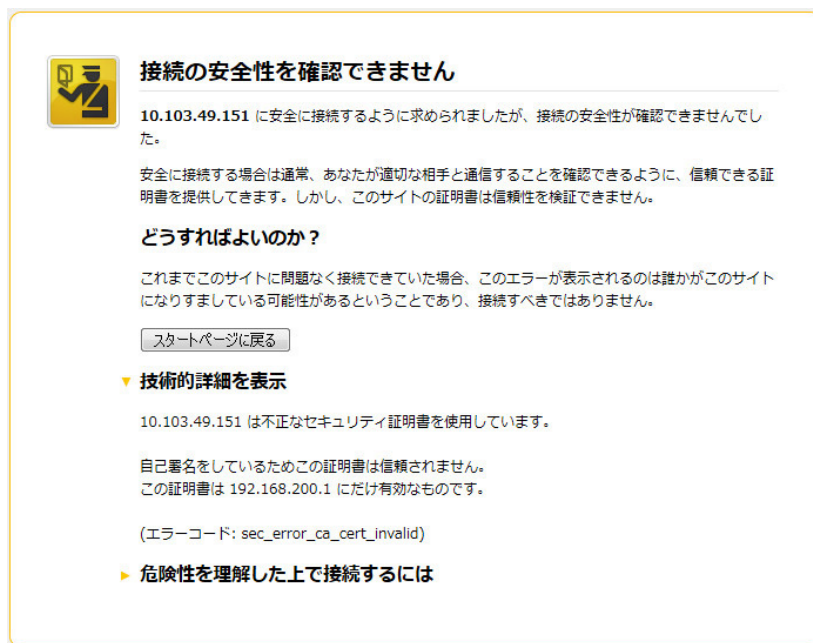 接続の安全性を確認できません
10.103.49.151 に安全に接続するように求められましたが、接続の安全性が確認できませんでし
た。
安全に接続する場合は通常、あなたが適切な相手と通信することを確認できるように、信頼できる証
明書を提供してきます。しかし、このサイトの証明書は信頼性を検証できません。
どうすればよいのか？
これまでこのサイトに問題なく接続できていた場合、このエラーが表示されるのは誰かがこのサイト
になりすましている可能性があるということであり、接続すべきではありません。
スタートページに戻る
技術的詳細を表示
10.103.49.151 は不正なセキュリティ証明書を使用しています。
自己署名をしているためこの証明書は信頼されません。
この証明書は 192.168.200.1 にだけ有効なものです。
(エラーコード: sec_error_ca_cert_invalid)
危険性を理解した上で接続するには